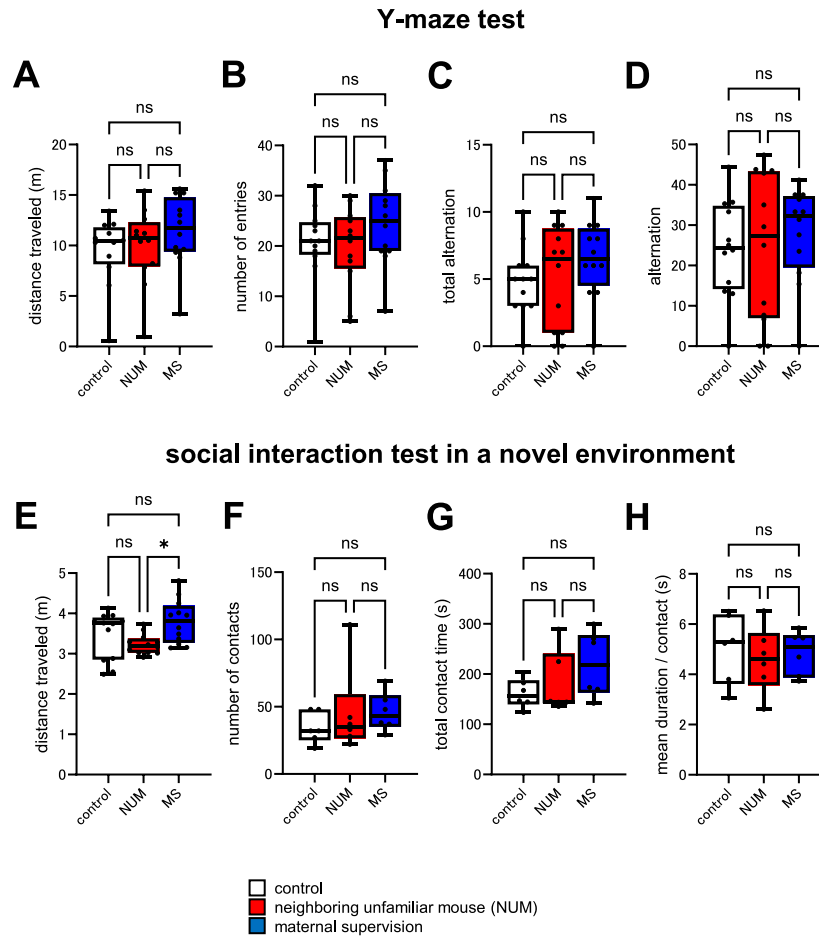 Y-maze test
A
B
C
D
ns
ns
ns
distance traveled (m)
20
15
10
5
0
control
NUM
MS
ns
ns
ns
number of entries
40
30
20
10
0
control
NUM
MS
ns
ns
ns
total alternation
15
10
5
0
control
NUM
MS
ns
ns
ns
alternation
50
40
30
20
10
0
control
NUM
MS
social interaction test in a novel environment
E
F
G
H
ns
ns
*
distance traveled (m)
5
4
3
2
1
0
control
NUM
MS
ns
ns
ns
number of contacts
150
100
50
0
control
NUM
MS
ns
ns
ns
total contact time (s)
400
300
200
100
0
control
NUM
MS
ns
ns
ns
mean duration / contact (s)
8
6
4
2
0
control
NUM
MS
control
neighboring unfamiliar mouse (NUM)
maternal supervision